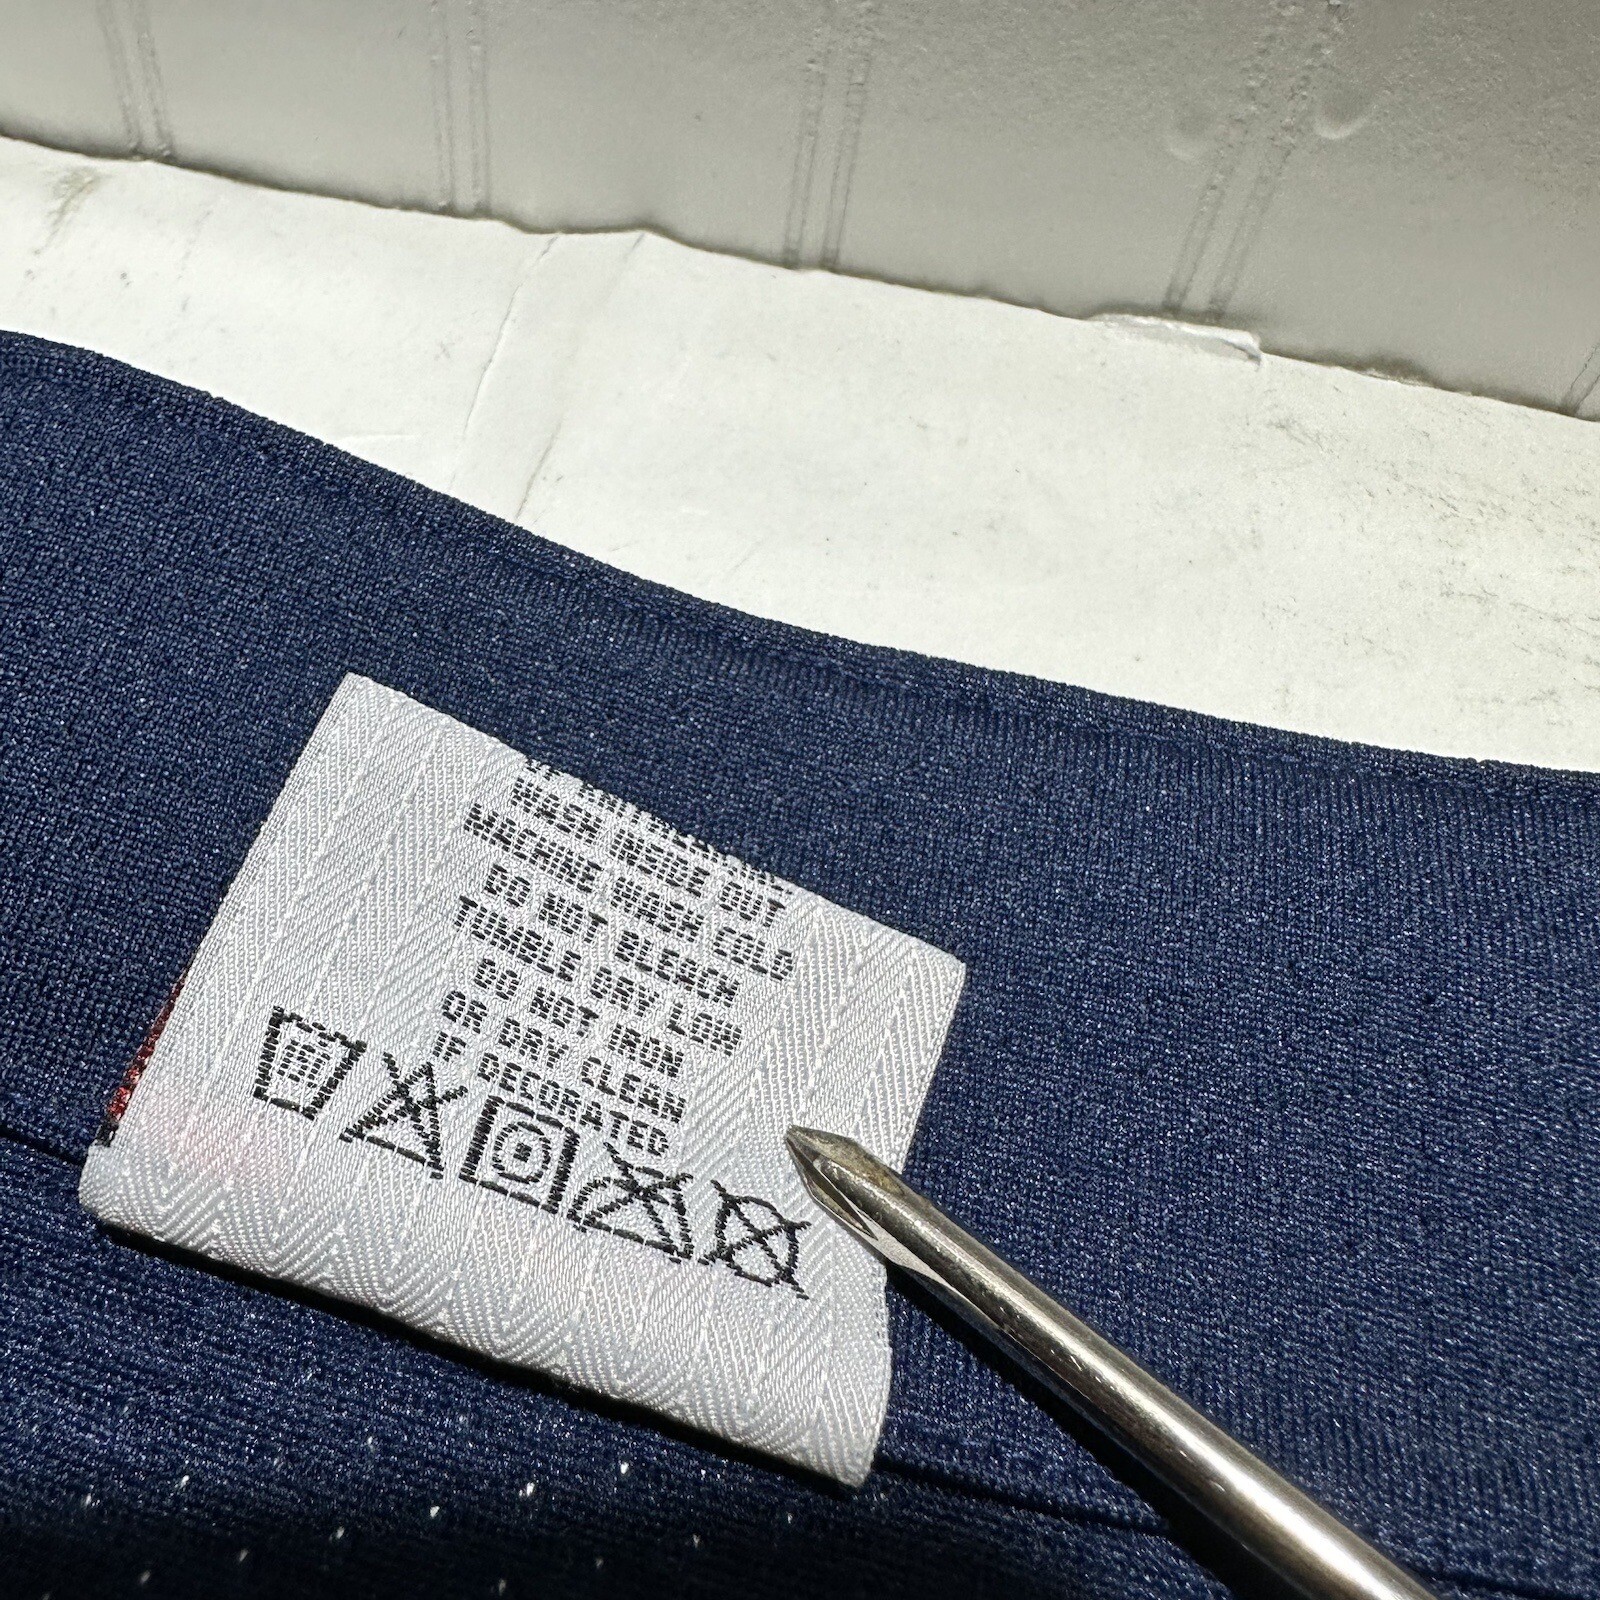 WASH INSIDE OUT
MACHINE WASH COLD
DO NOT BLEACH
TUMBLE DRY LOW
DO NOT IRON
OR DRY CLEAN
IF DECORATED